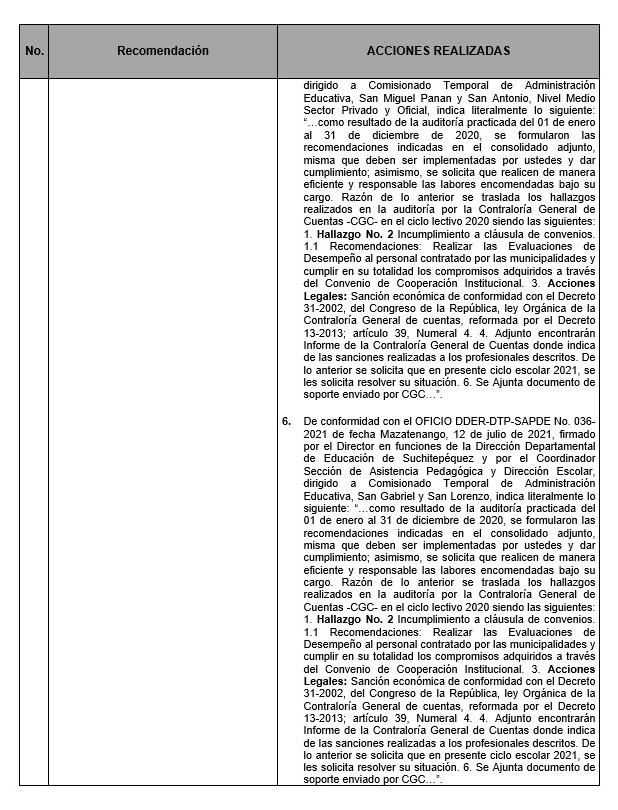 No.
Recomendación
ACCIONES REALIZADAS
dirigido a Comisionado Temporal de Administración
Educativa, San Miguel Panan y San Antonio, Nivel Medio
Sector Privado y Oficial, indica literalmente lo siguiente:
“…como resultado de la auditoría practicada del 01 de enero
al 31 de diciembre de 2020, se formularon las
recomendaciones indicadas en el consolidado adjunto,
misma que deben ser implementadas por ustedes y dar
cumplimiento; asimismo, se solicita que realicen de manera
eficiente y responsable las labores encomendadas bajo su
cargo. Razón de lo anterior se traslada los hallazgos
realizados en la auditoría por la Contraloría General de
Cuentas -CGC- en el ciclo lectivo 2020 siendo las siguientes:
1. Hallazgo No. 2 Incumplimiento a cláusula de convenios.
1.1 Recomendaciones: Realizar las Evaluaciones de
Desempeño al personal contratado por las municipalidades y
cumplir en su totalidad los compromisos adquiridos a través
del Convenio de Cooperación Institucional. 3. Acciones
Legales: Sanción económica de conformidad con el Decreto
31-2002, del Congreso de la República, ley Orgánica de la
Contraloría General de cuentas, reformada por el Decreto
13-2013; artículo 39, Numeral 4. 4. Adjunto encontrarán
Informe de la Contraloría General de Cuentas donde indica
de las sanciones realizadas a los profesionales descritos. De
lo anterior se solicita que en presente ciclo escolar 2021, se
les solicita resolver su situación. 6. Se Ajunta documento de
soporte enviado por CGC…”.
6. De conformidad con el OFICIO DDER-DTP-SAPDE No. 036-
2021 de fecha Mazatenango, 12 de julio de 2021, firmado
por el Director en funciones de la Dirección Departamental
de Educación de Suchitepéquez y por el Coordinador
Sección de Asistencia Pedagógica y Dirección Escolar,
dirigido a Comisionado Temporal de Administración
Educativa, San Gabriel y San Lorenzo, indica literalmente lo
siguiente: “…como resultado de la auditoría practicada del
01 de enero al 31 de diciembre de 2020, se formularon las
recomendaciones indicadas en el consolidado adjunto,
misma que deben ser implementadas por ustedes y dar
cumplimiento; asimismo, se solicita que realicen de manera
eficiente y responsable las labores encomendadas bajo su
cargo. Razón de lo anterior se traslada los hallazgos
realizados en la auditoría por la Contraloría General de
Cuentas -CGC- en el ciclo lectivo 2020 siendo las siguientes:
1. Hallazgo No. 2 Incumplimiento a cláusula de convenios.
1.1 Recomendaciones: Realizar las Evaluaciones de
Desempeño al personal contratado por las municipalidades y
cumplir en su totalidad los compromisos adquiridos a través
del Convenio de Cooperación Institucional. 3. Acciones
Legales: Sanción económica de conformidad con el Decreto
31-2002, del Congreso de la República, ley Orgánica de la
Contraloría General de cuentas, reformada por el Decreto
13-2013; artículo 39, Numeral 4. 4. Adjunto encontrarán
Informe de la Contraloría General de Cuentas donde indica
de las sanciones realizadas a los profesionales descritos. De
lo anterior se solicita que en presente ciclo escolar 2021, se
les solicita resolver su situación. 6. Se Ajunta documento de
soporte enviado por CGC…”.